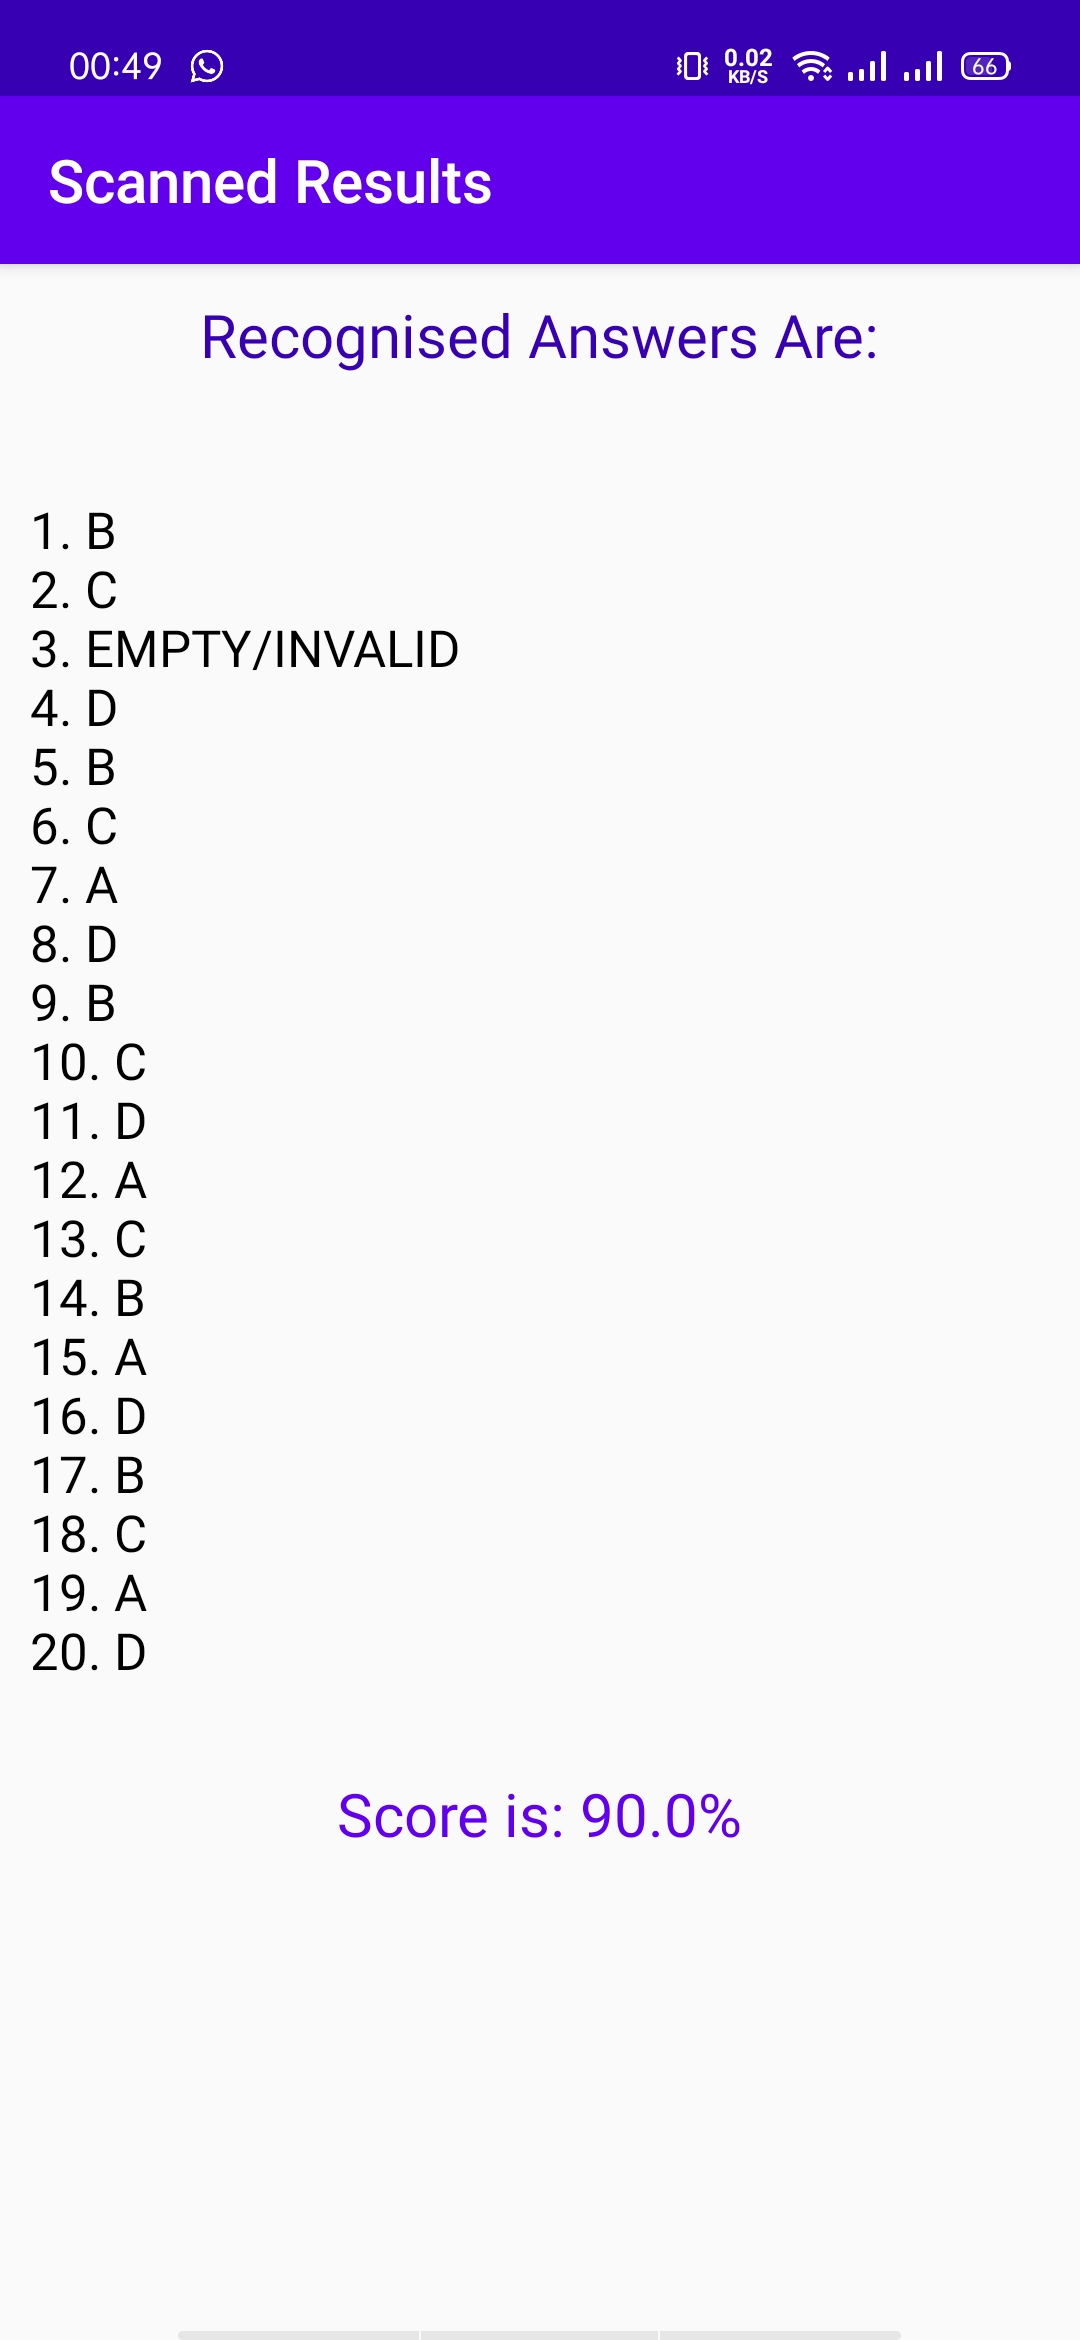 00:49 0.02 KB/S 66
Scanned Results
Recognised Answers Are:
1. B
2. C
3. EMPTY/INVALID
4. D
5. B
6. C
7. A
8. D
9. B
10. C
11. D
12. A
13. C
14. B
15. A
16. D
17. B
18. C
19. A
20. D
Score is: 90.0%